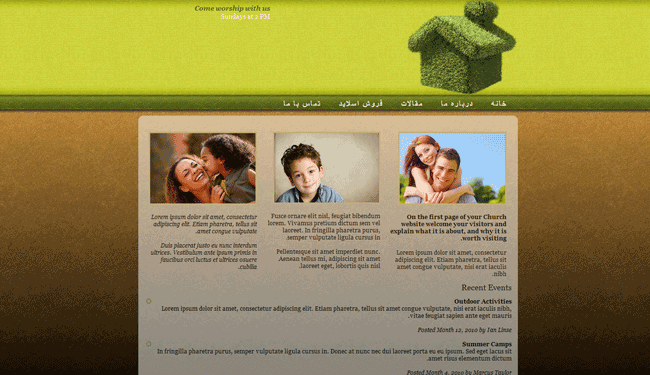 Come worship with us
Sundays at 2 PM
خانه درباره ما مقالات فروش اسلاید تماس با ما
On the first page of your Church
website welcome your visitors and
explain what it is about, and why it is
.worth visiting
Lorem ipsum dolor sit amet, consectetur
adipiscing elit. Etiam pharetra, tellus sit
amet congue vulputate, nisi erat iaculis
.nibh
Fusce ornare elit nisl, feugiat bibendum
lorem. Vivamus pretium dictum sem vel
laoreet. In fringilla pharetra purus,
.semper vulputate ligula cursus in
Pellentesque sit amet imperdiet nunc.
Aenean tellus mi, adipiscing sit amet
.laoreet eget, lobortis quis nisl
Lorem ipsum dolor sit amet, consectetur
adipiscing elit. Etiam pharetra, tellus sit
.amet congue vulputate
Duis placerat justo eu nunc interdum
ultrices. Vestibulum ante ipsum primis in
faucibus orci luctus et ultrices posuere
.cubilia
Recent Events
Outdoor Activities
Lorem ipsum dolor sit amet, consectetur adipiscing elit. Etiam pharetra, tellus sit amet congue vulputate, nisl erat iaculis nibh,
.vitae feugiat sapien ante eget mauris
Posted Month 12, 2010 by Ian Linse
Summer Camps
In fringilla pharetra purus, semper vulputate ligula cursus in. Donec at nunc nec dui laoreet porta eu eu ipsum. Sed eget lacus sit
.amet risus elementum dictum
Posted Month 4, 2010 by Marcus Taylor